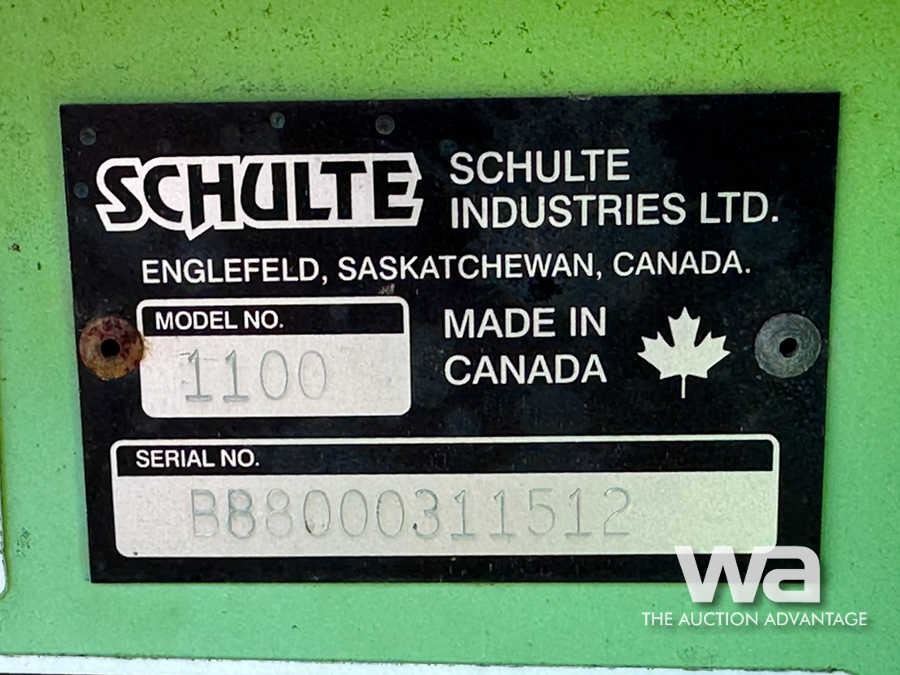 SCHULTE
SCHULTE
INDUSTRIES LTD.
ENGLEFELD, SASKATCHEWAN, CANADA.
MODEL NO.
1100
MADE IN
CANADA
SERIAL NO.
B88000311512
wa
THE AUCTION ADVANTAGE